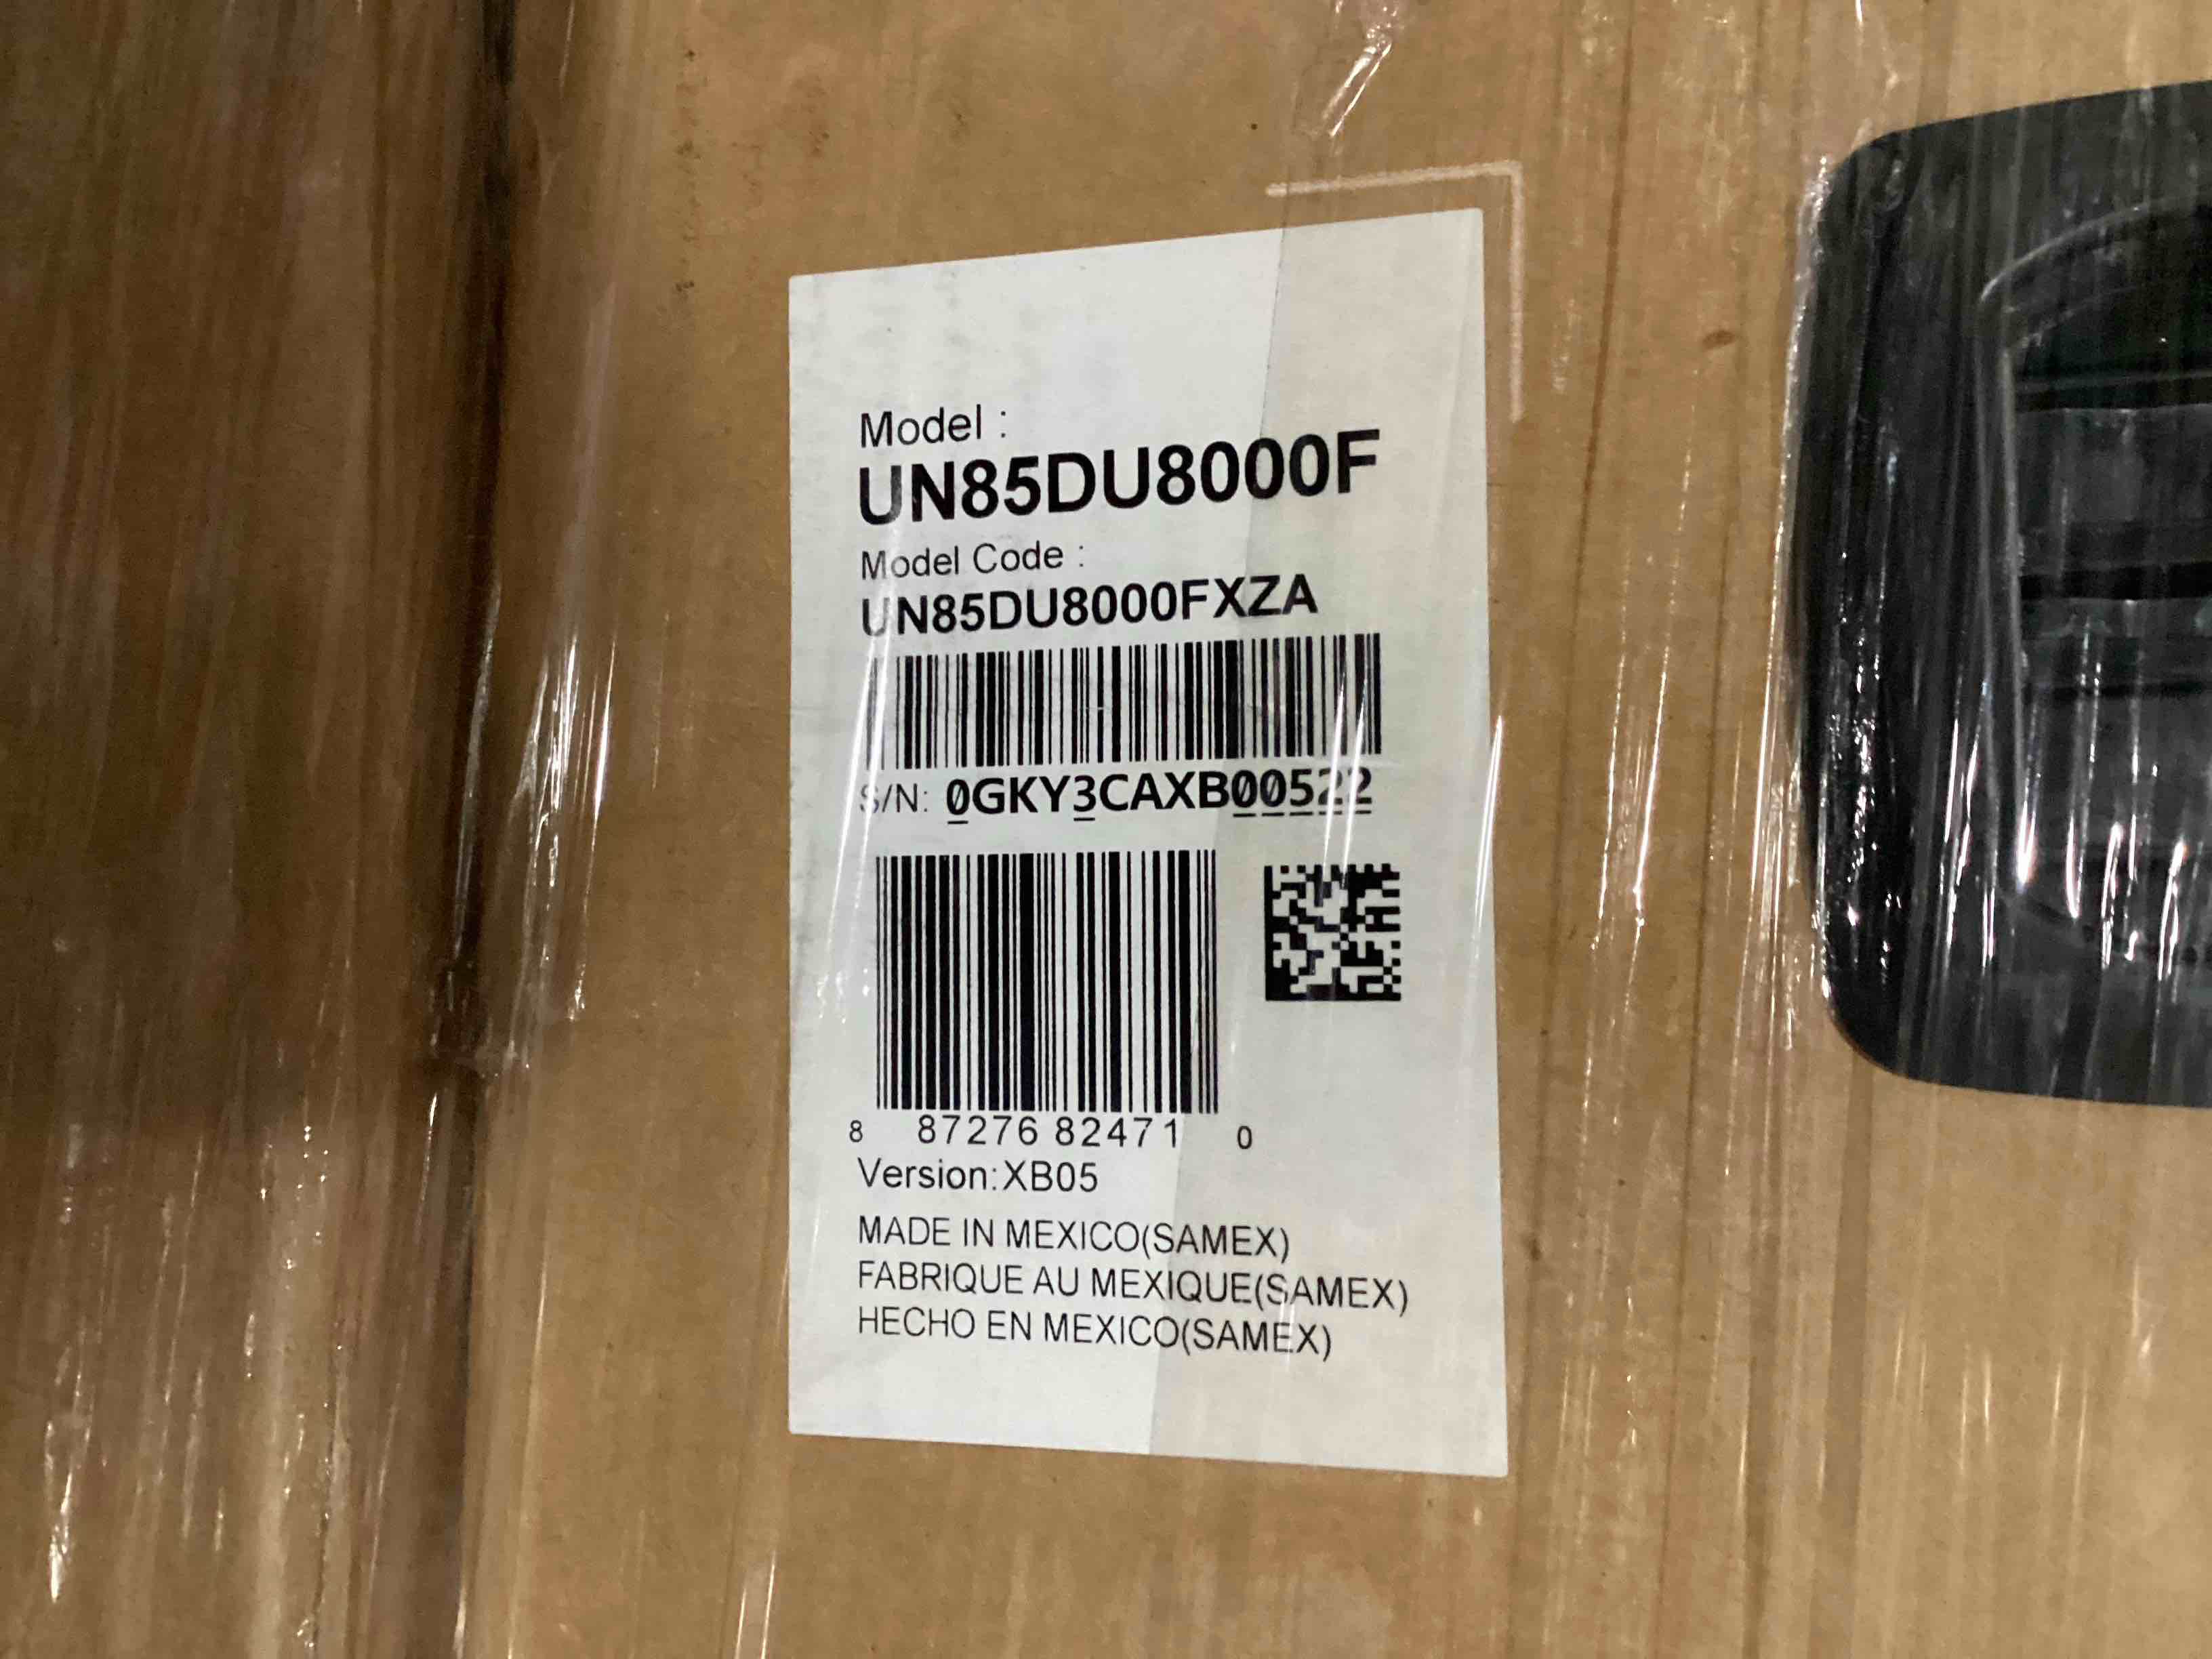 Model :
UN85DU8000F
Model Code :
UN85DU8000FXZA
S/N: 0GKY3CAXB00522
8 87276 82471 0
Version:XB05
MADE IN MEXICO(SAMEX)
FABRIQUE AU MEXIQUE(SAMEX)
HECHO EN MEXICO(SAMEX)